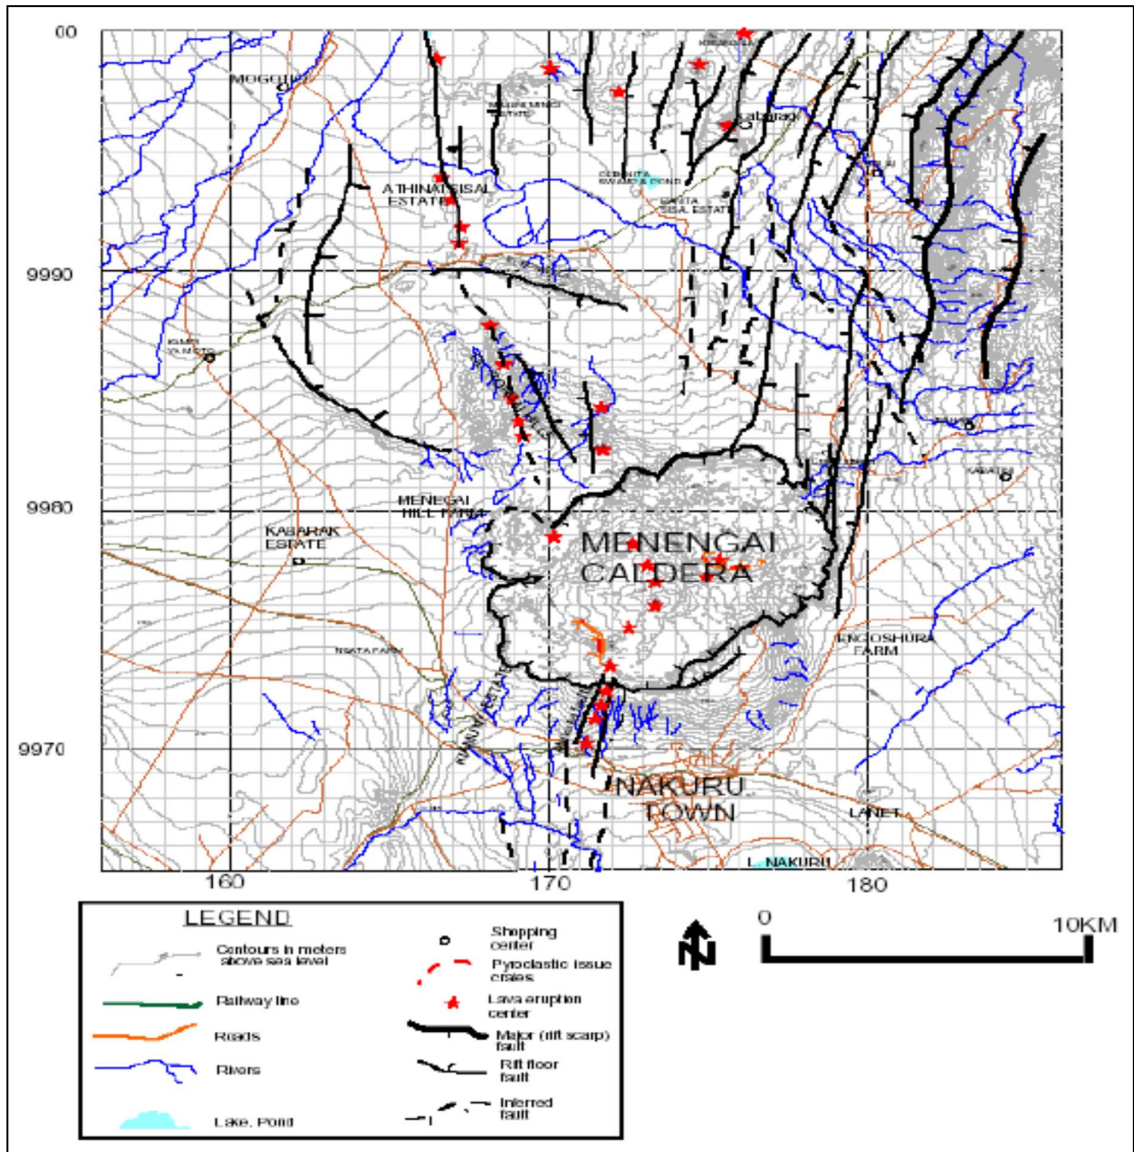 00
MOGOTI
ATHINAI SISAL
ESTATE
9990
MENEGAI
HILL FARM
9980
KABARAK
ESTATE
MENENGAI
CALDERA
ENGOSHURA
FARM
9970
NAKURU
TOWN
LANET
L. NAKURU
160
170
180
LEGEND
Contours in meters
above sea level
Railway line
Roads
Rivers
Lake, Pond
Shopping
center
Pyroclastic issue
Lava eruption
center
Major (rift scarp)
fault
Rift floor
fault
Inferred
fault
N
0
10KM